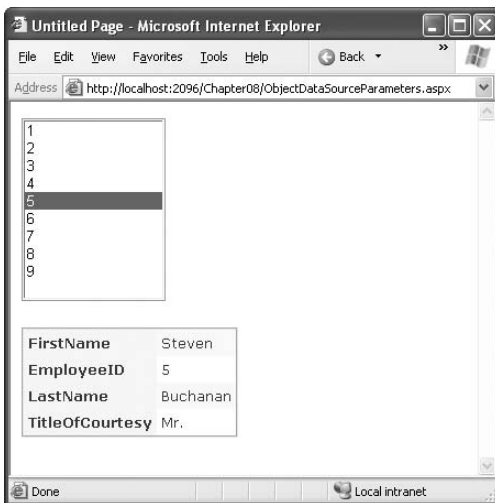 Untitled Page - Microsoft Internet Explorer
File Edit View Favorites Tools Help Back »
Address http://localhost:2096/Chapter08/ObjectDataSourceParameters.aspx
1
2
3
4
5
6
7
8
9
FirstName Steven
EmployeeID 5
LastName Buchanan
TitleOfCourtesy Mr.
Done Local intranet